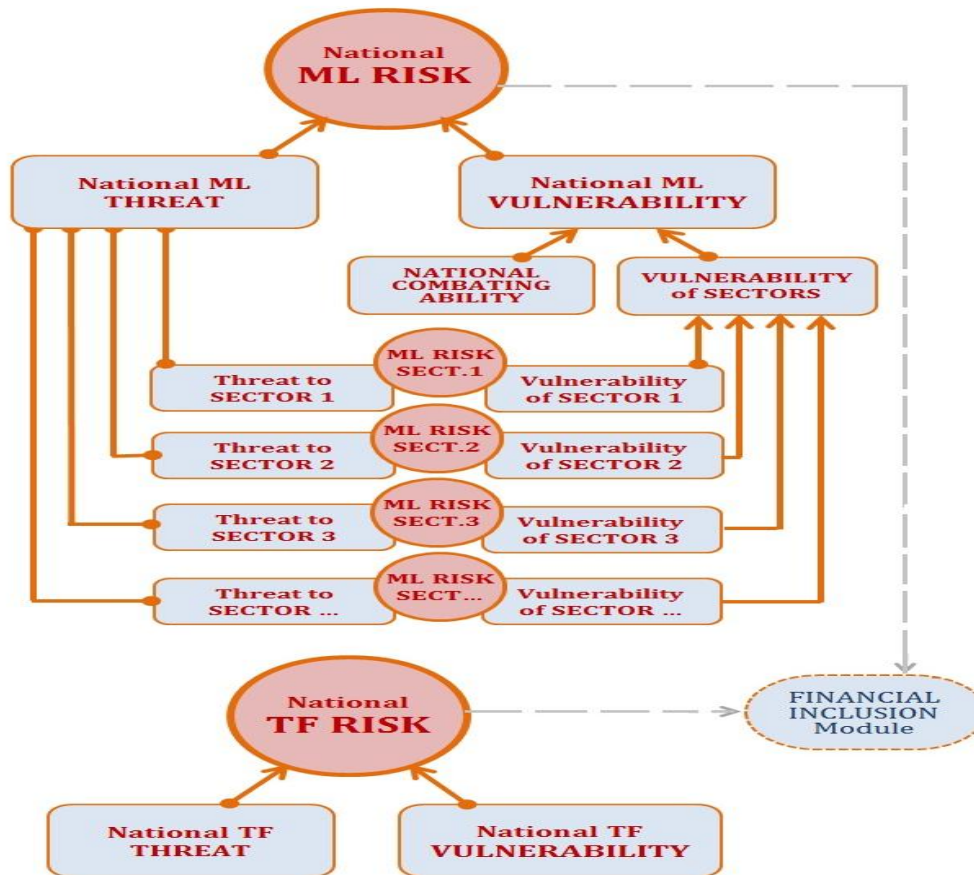 National
ML RISK
National ML
THREAT
National ML
VULNERABILITY
NATIONAL
COMBATING
ABILITY
VULNERABILITY
of SECTORS
Threat to
SECTOR 1
ML RISK
SECT.1
Vulnerability
of SECTOR 1
Threat to
SECTOR 2
ML RISK
SECT.2
Vulnerability
of SECTOR 2
Threat to
SECTOR 3
ML RISK
SECT.3
Vulnerability
of SECTOR 3
Threat to
SECTOR ...
ML RISK
SECT...
Vulnerability
of SECTOR ...
National
TF RISK
FINANCIAL
INCLUSION
Module
National TF
THREAT
National TF
VULNERABILITY